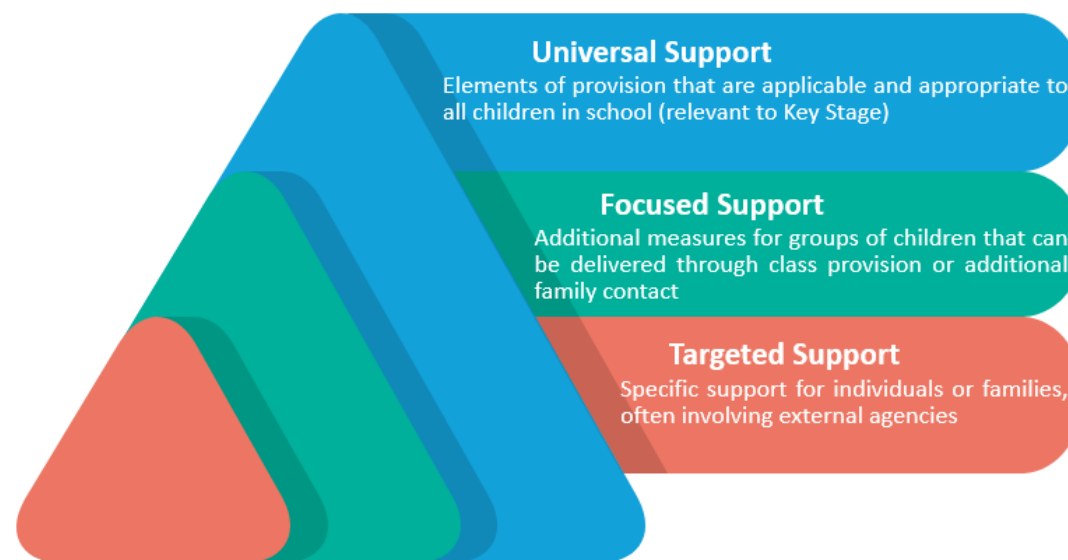 Universal Support
Elements of provision that are applicable and appropriate to
all children in school (relevant to Key Stage)
Focused Support
Additional measures for groups of children that can
be delivered through class provision or additional
family contact
Targeted Support
Specific support for individuals or families,
often involving external agencies